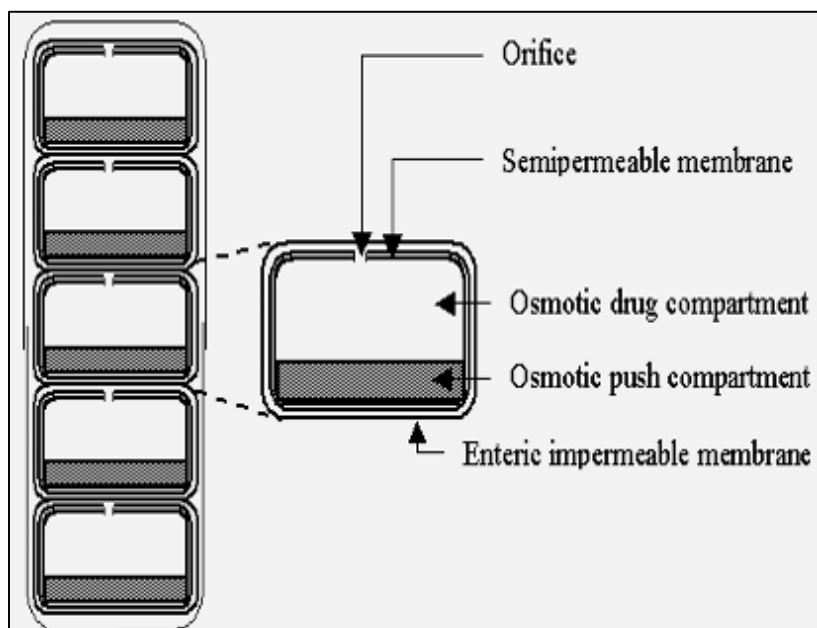 Orifice
Semipermeable membrane
Osmotic drug compartment
Osmotic push compartment
Enteric impermeable membrane